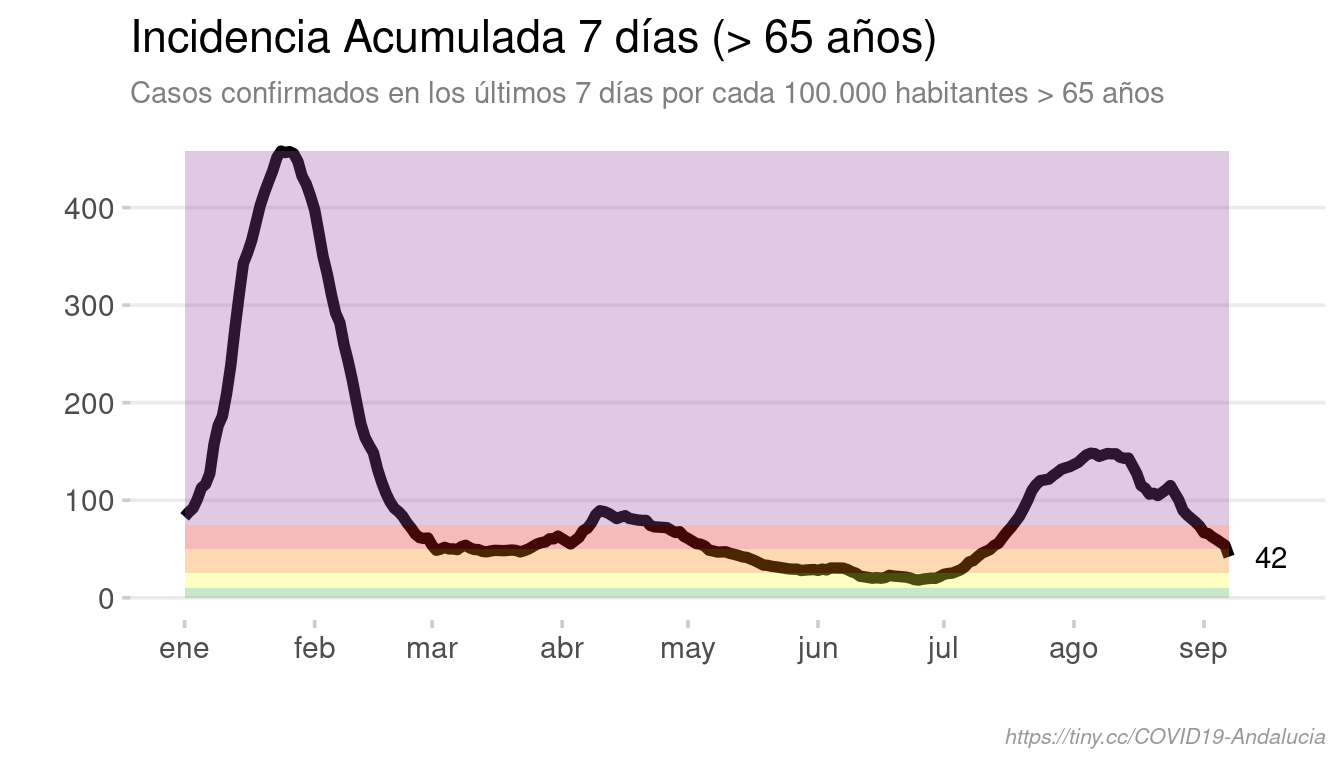 Incidencia Acumulada 7 días (> 65 años)
Casos confirmados en los últimos 7 días por cada 100.000 habitantes > 65 años
400
300
200
100
0
42
ene feb mar abr may jun jul ago sep
https://tiny.cc/COVID19-Andalucia